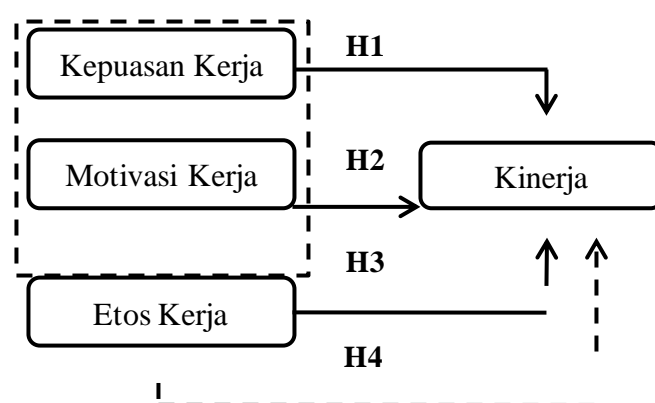 H1
Kepuasan Kerja
H2
Motivasi Kerja
Kinerja
H3
Etos Kerja
H4